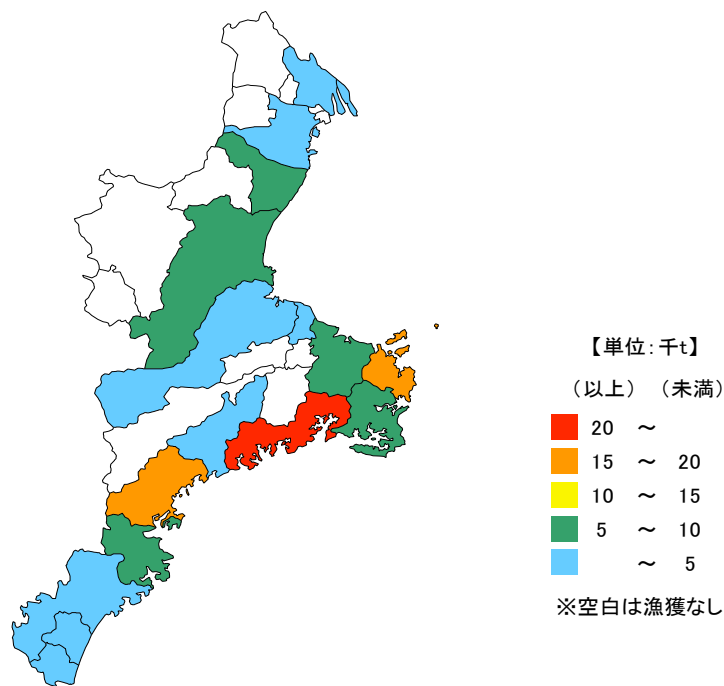 【単位:千t】
（以上）（未満）
20 ～
15 ～ 20
10 ～ 15
5 ～ 10
～ 5
※空白は漁獲なし